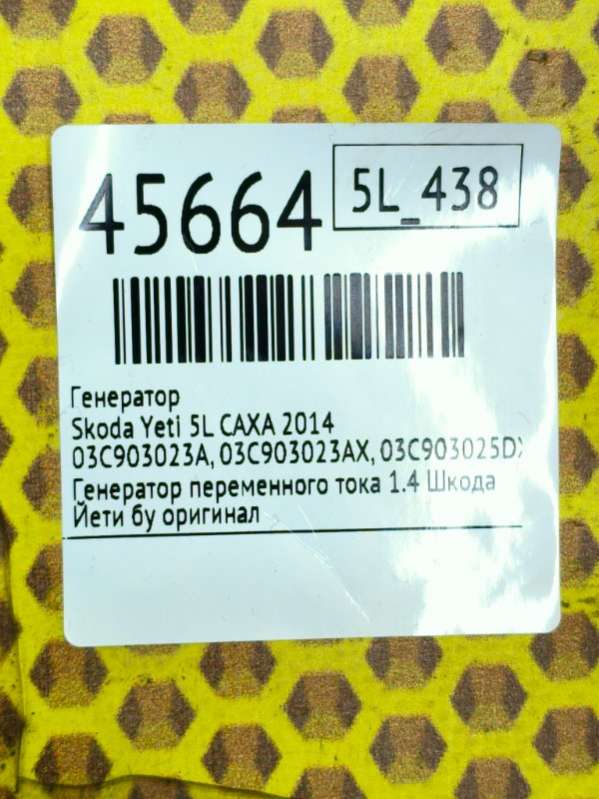 45664
5L_438
Генератор
Skoda Yeti 5L CAXA 2014
03C903023A, 03C903023AX, 03C903025DX
Генератор переменного тока 1.4 Шкода
Йети бу оригинал